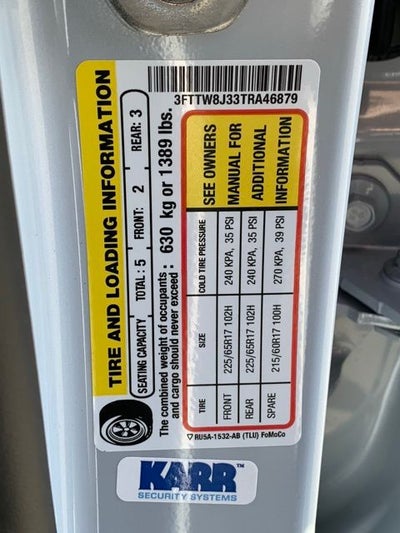 3FTTW8J33TRA46879
TIRE AND LOADING INFORMATION
SEATING CAPACITY TOTAL : 5 FRONT: 2 REAR: 3
The combined weight of occupants and cargo should never exceed : 630 kg or 1389 lbs.
TIRE SIZE COLD TIRE PRESSURE
FRONT 225/65R17 102H 240 KPA, 35 PSI
REAR 225/65R17 102H 240 KPA, 35 PSI
SPARE 215/60R17 100H 270 KPA, 39 PSI
SEE OWNERS
MANUAL FOR
ADDITIONAL
INFORMATION
RU5A-1532-AB (TLU) FoMoCo
KARR™
SECURITY SYSTEMS